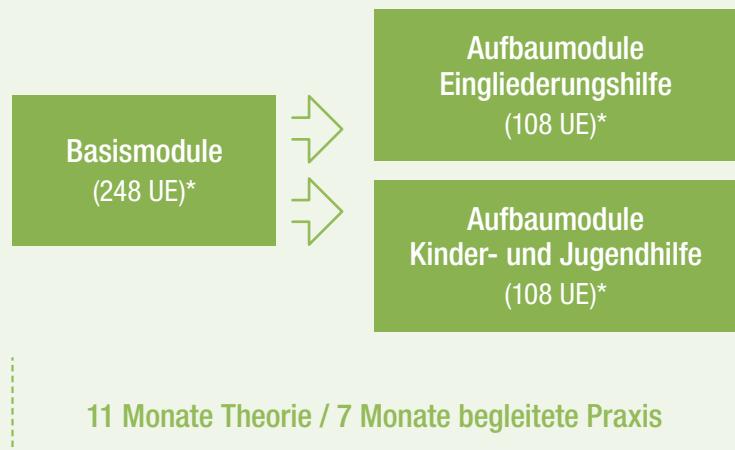 Basismodule
(248 UE)*
Aufbaumodule
Eingliederungshilfe
(108 UE)*
Aufbaumodule
Kinder- und Jugendhilfe
(108 UE)*
11 Monate Theorie / 7 Monate begleitete Praxis